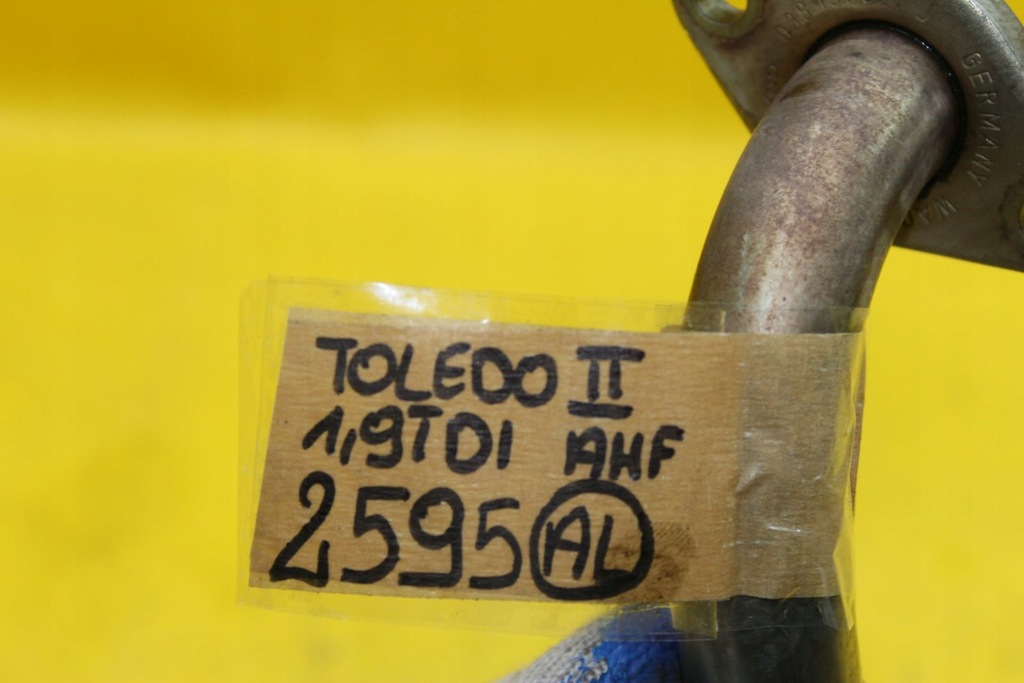 GERMANY
TOLEDO II
1,9TDI AHF
2595 AL